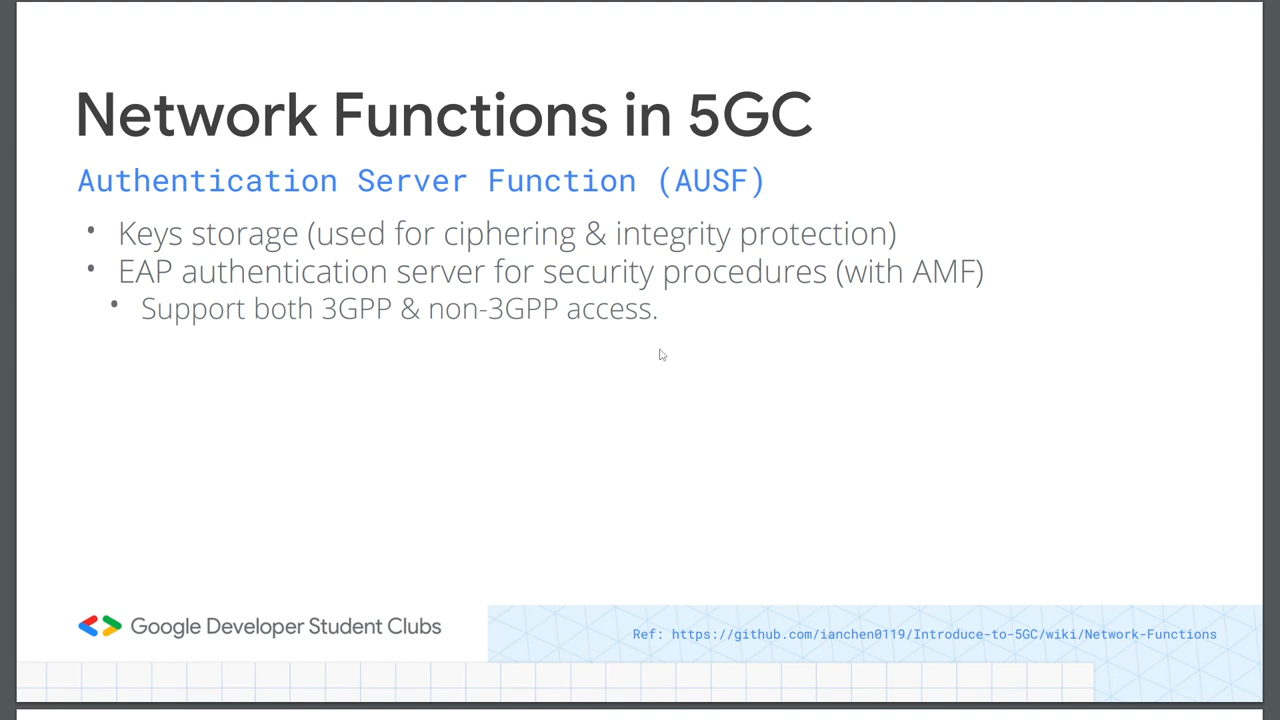 Network Functions in 5GC
Authentication Server Function (AUSF)
• Keys storage (used for ciphering & integrity protection)
• EAP authentication server for security procedures (with AMF)
• Support both 3GPP & non-3GPP access.
Google Developer Student Clubs
Ref: https://github.com/ianchen0119/Introduce-to-5GC/wiki/Network-Functions